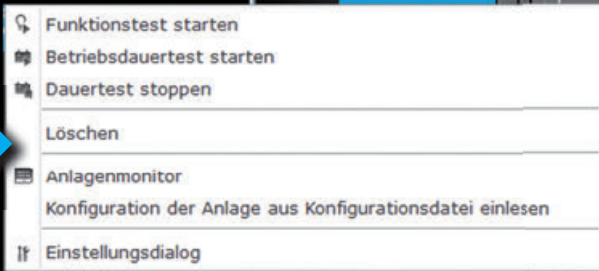 Funktionstest starten
Betriebsdauertest starten
Dauertest stoppen
Löschen
Anlagenmonitor
Konfiguration der Anlage aus Konfigurationsdatei einlesen
Einstellungsdialog